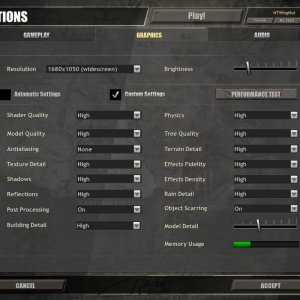 TIONS
Play!
HTWingNut
GAMEPLAY GRAPHICS AUDIO
Resolution 1680x1050 (widescreen) Brightness
Automatic Settings Custom Settings PERFORMANCE TEST
Shader Quality High Physics High
Model Quality High Tree Quality High
Antialiasing None Terrain Detail High
Texture Detail High Effects Fidelity High
Shadows High Effects Density High
Reflections High Rain Detail High
Post Processing On Object Scarring On
Building Detail High Model Detail
Memory Usage
CANCEL ACCEPT